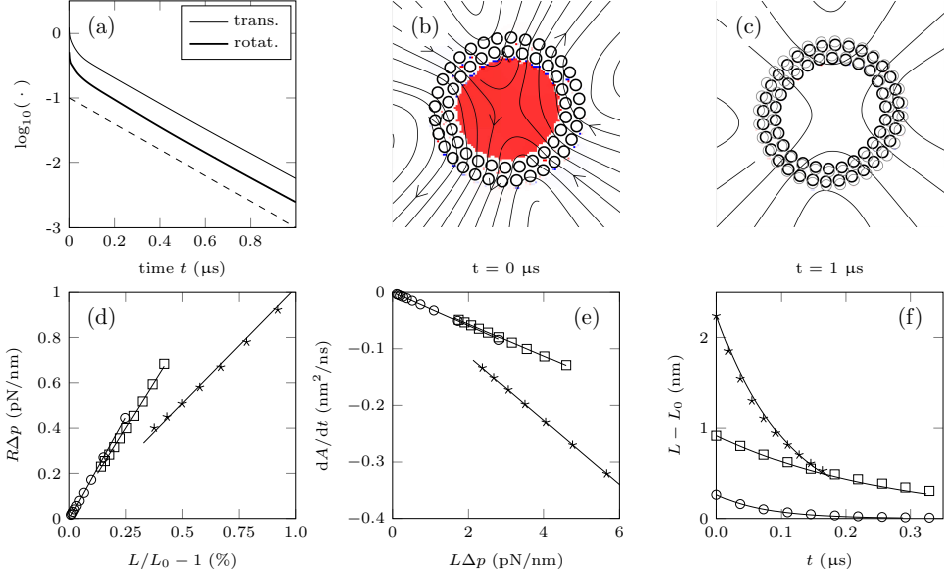 (a)
trans.
rotat.
0
-1
-2
-3
log₁₀( · )
0
0.2
0.4
0.6
0.8
time t (µs)
(b)
t = 0 µs
(c)
t = 1 µs
(d)
1
0.8
0.6
0.4
0.2
0
RΔp (pN/nm)
0
0.25
0.50
0.75
1.0
L/L₀ − 1 (%)
(e)
0
−0.1
−0.2
−0.3
−0.4
dA/dt (nm²/ns)
0
2
4
6
LΔp (pN/nm)
(f)
2
1
0
L − L₀ (nm)
0.0
0.1
0.2
0.3
t (µs)